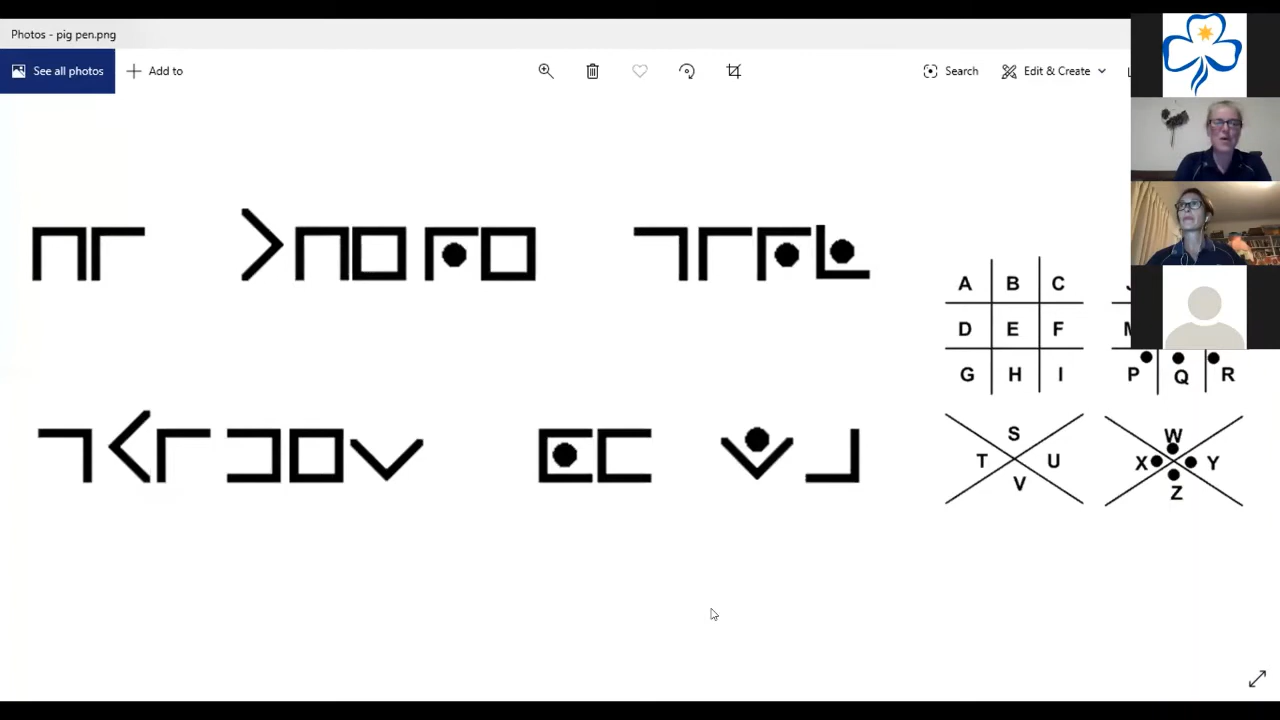 Photos - pig pen.png
See all photos Add to Search Edit & Create
A B C
D E F
G H I P Q R
S W
T U X Y
V Z